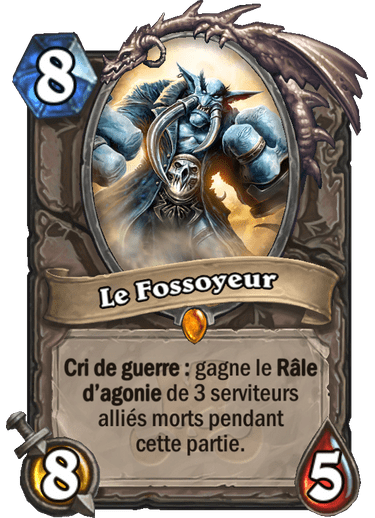 8
Le Fossoyeur
Cri de guerre : gagne le Râle
d'agonie de 3 serviteurs
alliés morts pendant
cette partie.
8
5